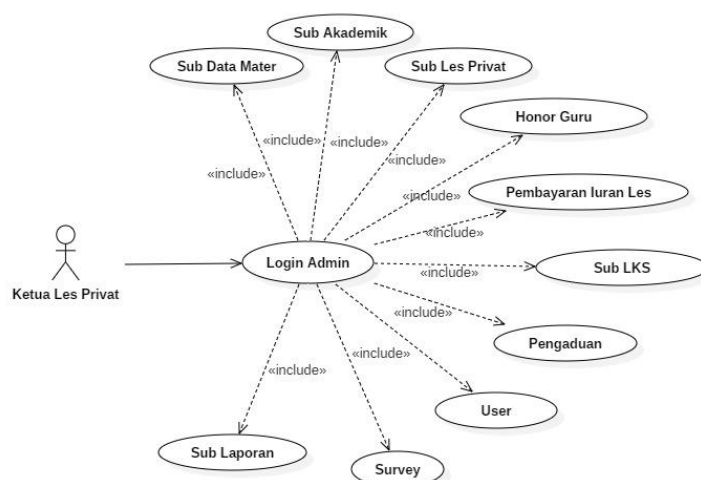 Sub Akademik
Sub Data Mater
Sub Les Privat
Honor Guru
«include»
«include»
«include»
«include»
Pembayaran Iuran Les
«include»
Login Admin
«include»
Sub LKS
Ketua Les Privat
«include»
Pengaduan
«include»
«include»
«include»
User
Sub Laporan
Survey